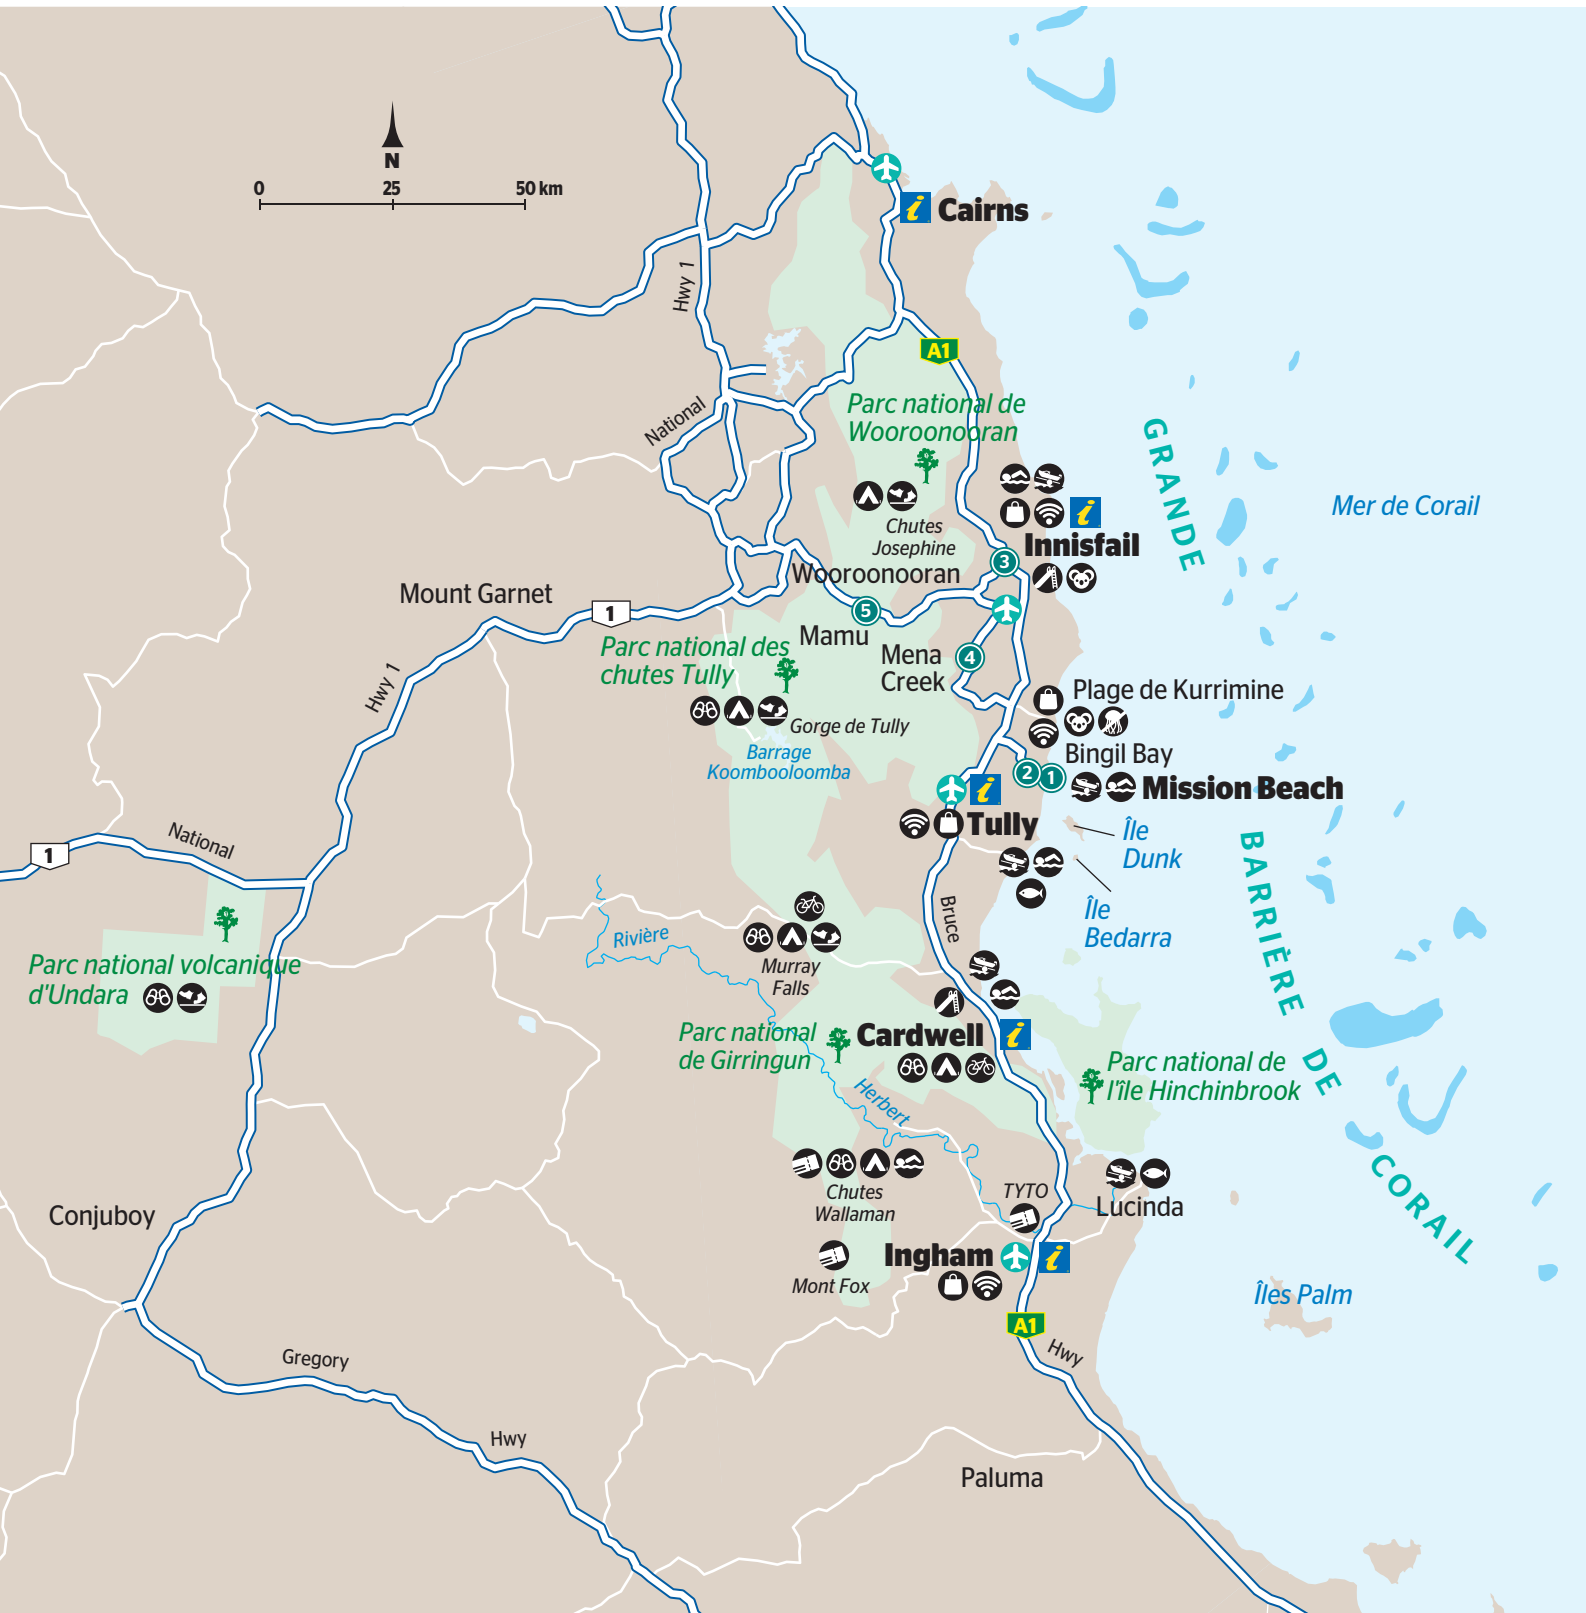 N
0 25 50 km
Cairns
Hwy 1
A1
National
Parc national de
Wooroonooran
GRANDE
Mer de Corail
Chutes
Josephine
i
i
Innisfail
3
Wooroonooran
Mount Garnet
1
5
Mamu
Parc national des
chutes Tully
Mena
Creek
4
Hwy 1
Plage de Kurrimine
Gorge de Tully
Barrage
Koombooloomba
Bingil Bay
2
1
Mission Beach
i
Tully
Île
Dunk
National
1
BARRIÈRE
Île
Bedarra
Bruce
Rivière
Parc national volcanique
d'Undara
Murray
Falls
Parc national
de Girringun
Cardwell
i
Parc national de
l'île Hinchinbrook
DE
Herbert
Chutes
Wallaman
TYTO
Lucinda
CORAIL
Conjuboy
Ingham
i
Mont Fox
Îles Palm
A1
Hwy
Gregory
Hwy
Paluma